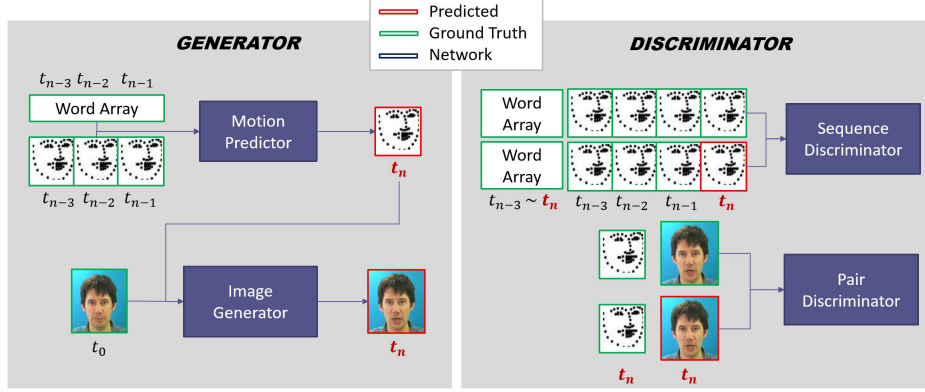 Predicted
Ground Truth
Network
GENERATOR
t_{n-3} t_{n-2} t_{n-1}
Word Array
Motion
Predictor
t_n
t_{n-3} t_{n-2} t_{n-1}
Image
Generator
t_0
t_n
DISCRIMINATOR
Word
Array
Word
Array
Sequence
Discriminator
t_{n-3} ~ t_n t_{n-3} t_{n-2} t_{n-1} t_n
Pair
Discriminator
t_n t_n